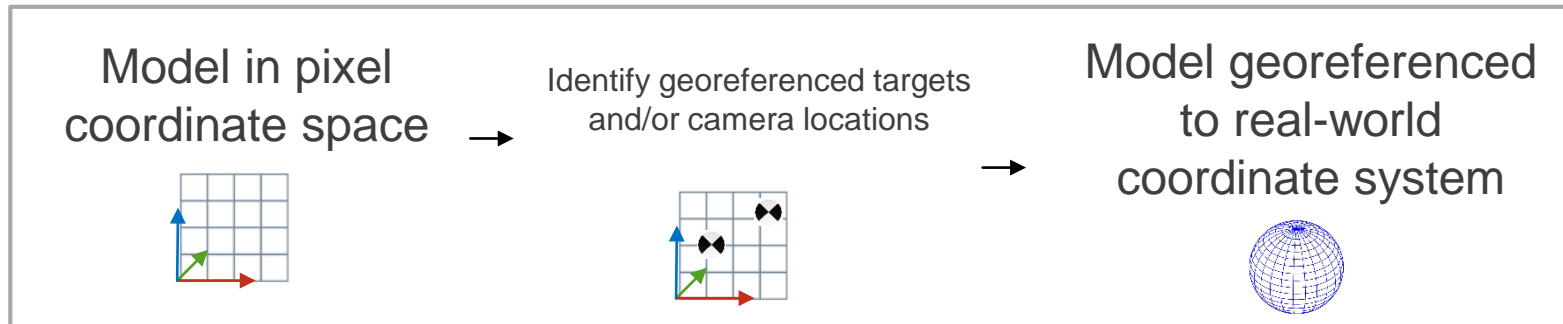 Model in pixel
coordinate space
Identify georeferenced targets
and/or camera locations
Model georeferenced
to real-world
coordinate system